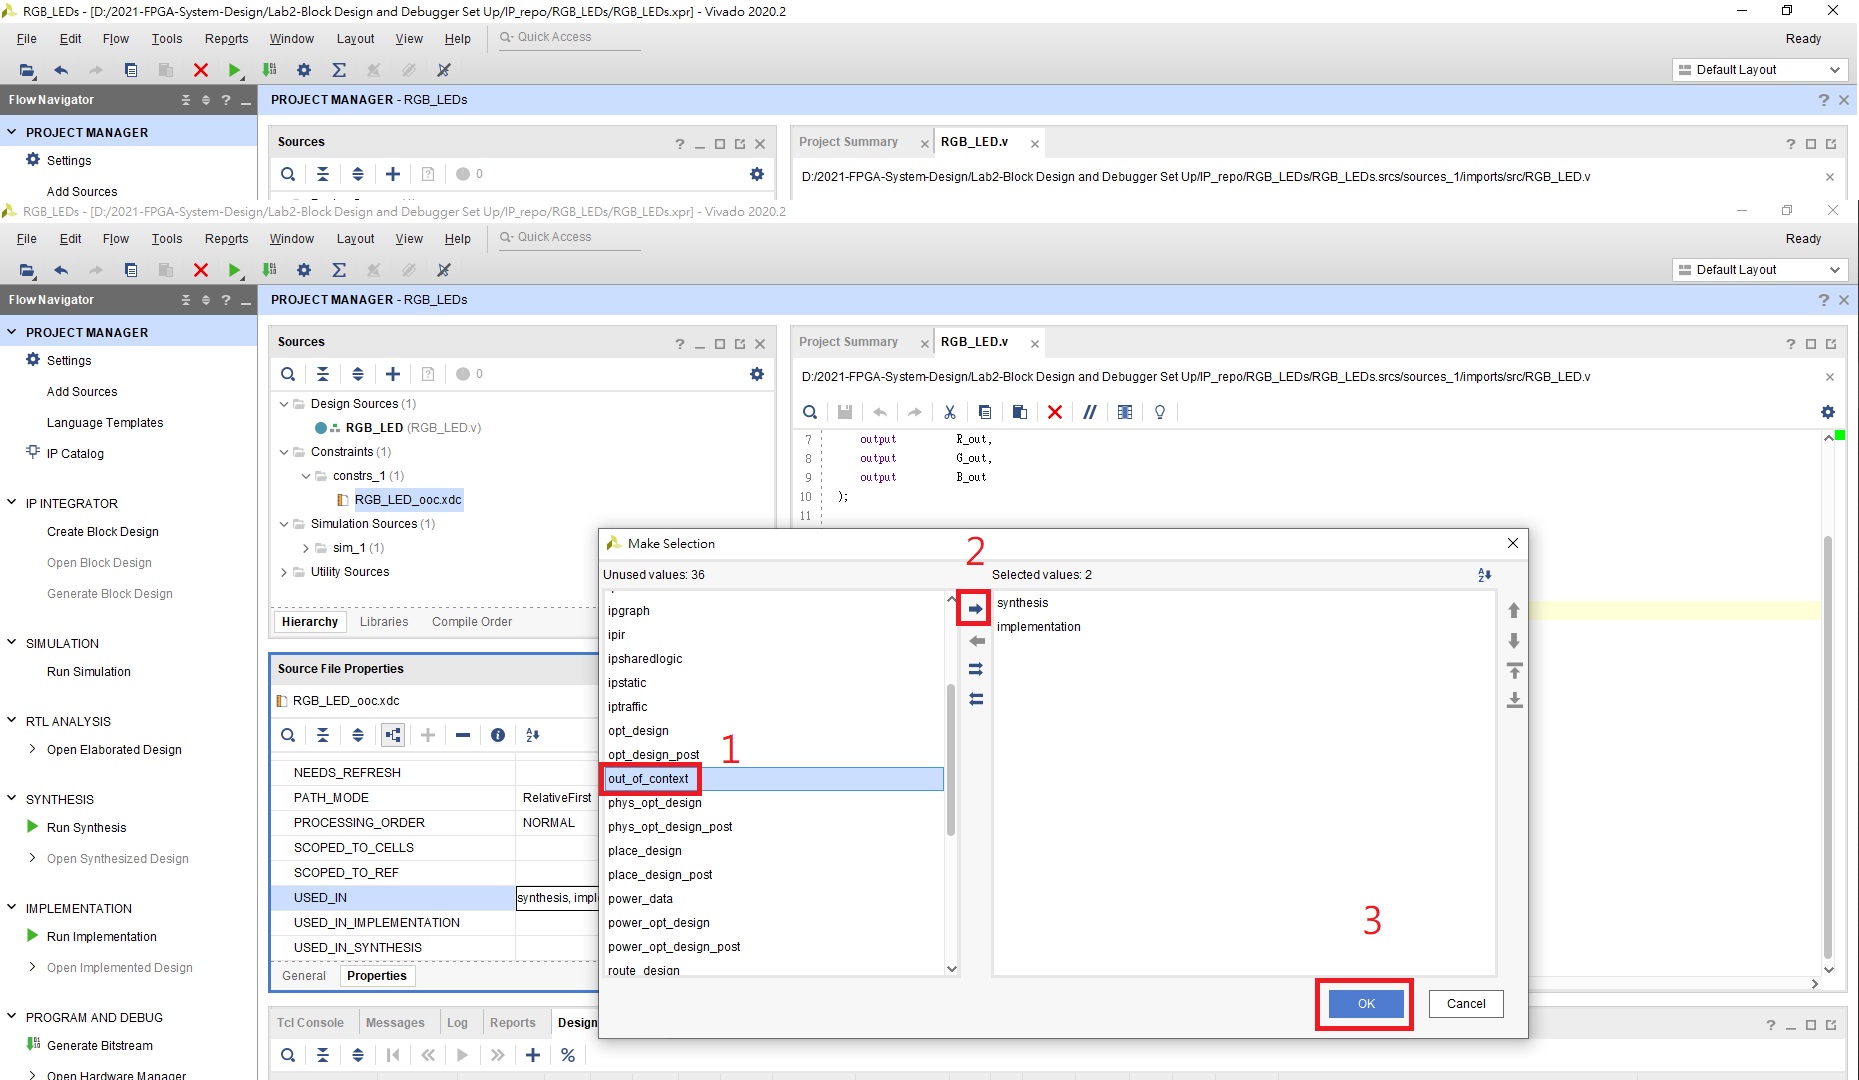 RGB_LEDs - [D:/2021-FPGA-System-Design/Lab2-Block Design and Debugger Set Up/IP_repo/RGB_LEDs/RGB_LEDs.xpr] - Vivado 2020.2
File Edit Flow Tools Reports Window Layout View Help Quick Access Ready
Default Layout
Flow Navigator ? PROJECT MANAGER - RGB_LEDs ?
PROJECT MANAGER
Settings
Add Sources
Sources ?
0
Project Summary RGB_LED.v ?
D:/2021-FPGA-System-Design/Lab2-Block Design and Debugger Set Up/IP_repo/RGB_LEDs/RGB_LEDs.srcs/sources_1/imports/src/RGB_LED.v
RGB_LEDs - [D:/2021-FPGA-System-Design/Lab2-Block Design and Debugger Set Up/IP_repo/RGB_LEDs/RGB_LEDs.xpr] - Vivado 2020.2
File Edit Flow Tools Reports Window Layout View Help Quick Access Ready
Default Layout
Flow Navigator ? PROJECT MANAGER - RGB_LEDs ?
PROJECT MANAGER
Settings
Add Sources
Language Templates
IP Catalog
IP INTEGRATOR
Create Block Design
Open Block Design
Generate Block Design
SIMULATION
Run Simulation
RTL ANALYSIS
Open Elaborated Design
SYNTHESIS
Run Synthesis
Open Synthesized Design
IMPLEMENTATION
Run Implementation
Open Implemented Design
PROGRAM AND DEBUG
Generate Bitstream
Open Hardware Manager
Sources ?
0
Design Sources (1)
RGB_LED (RGB_LED.v)
Constraints (1)
constrs_1 (1)
RGB_LED_ooc.xdc
Simulation Sources (1)
sim_1 (1)
Utility Sources
Hierarchy Libraries Compile Order
Source File Properties
RGB_LED_ooc.xdc
NEEDS_REFRESH
PATH_MODE RelativeFirst
PROCESSING_ORDER NORMAL
SCOPED_TO_CELLS
SCOPED_TO_REF
USED_IN synthesis, imple
USED_IN_IMPLEMENTATION
USED_IN_SYNTHESIS
General Properties
Tcl Console Messages Log Reports Design ?
Project Summary RGB_LED.v ?
D:/2021-FPGA-System-Design/Lab2-Block Design and Debugger Set Up/IP_repo/RGB_LEDs/RGB_LEDs.srcs/sources_1/imports/src/RGB_LED.v
7 output R_out,
8 output G_out,
9 output B_out
10 );
11
Make Selection
Unused values: 36
ipgraph
ipir
ipsharedlogic
ipstatic
iptraffic
opt_design
opt_design_post
out_of_context
phys_opt_design
phys_opt_design_post
place_design
place_design_post
power_data
power_opt_design
power_opt_design_post
route_design
1
2
Selected values: 2
synthesis
implementation
3
OK Cancel